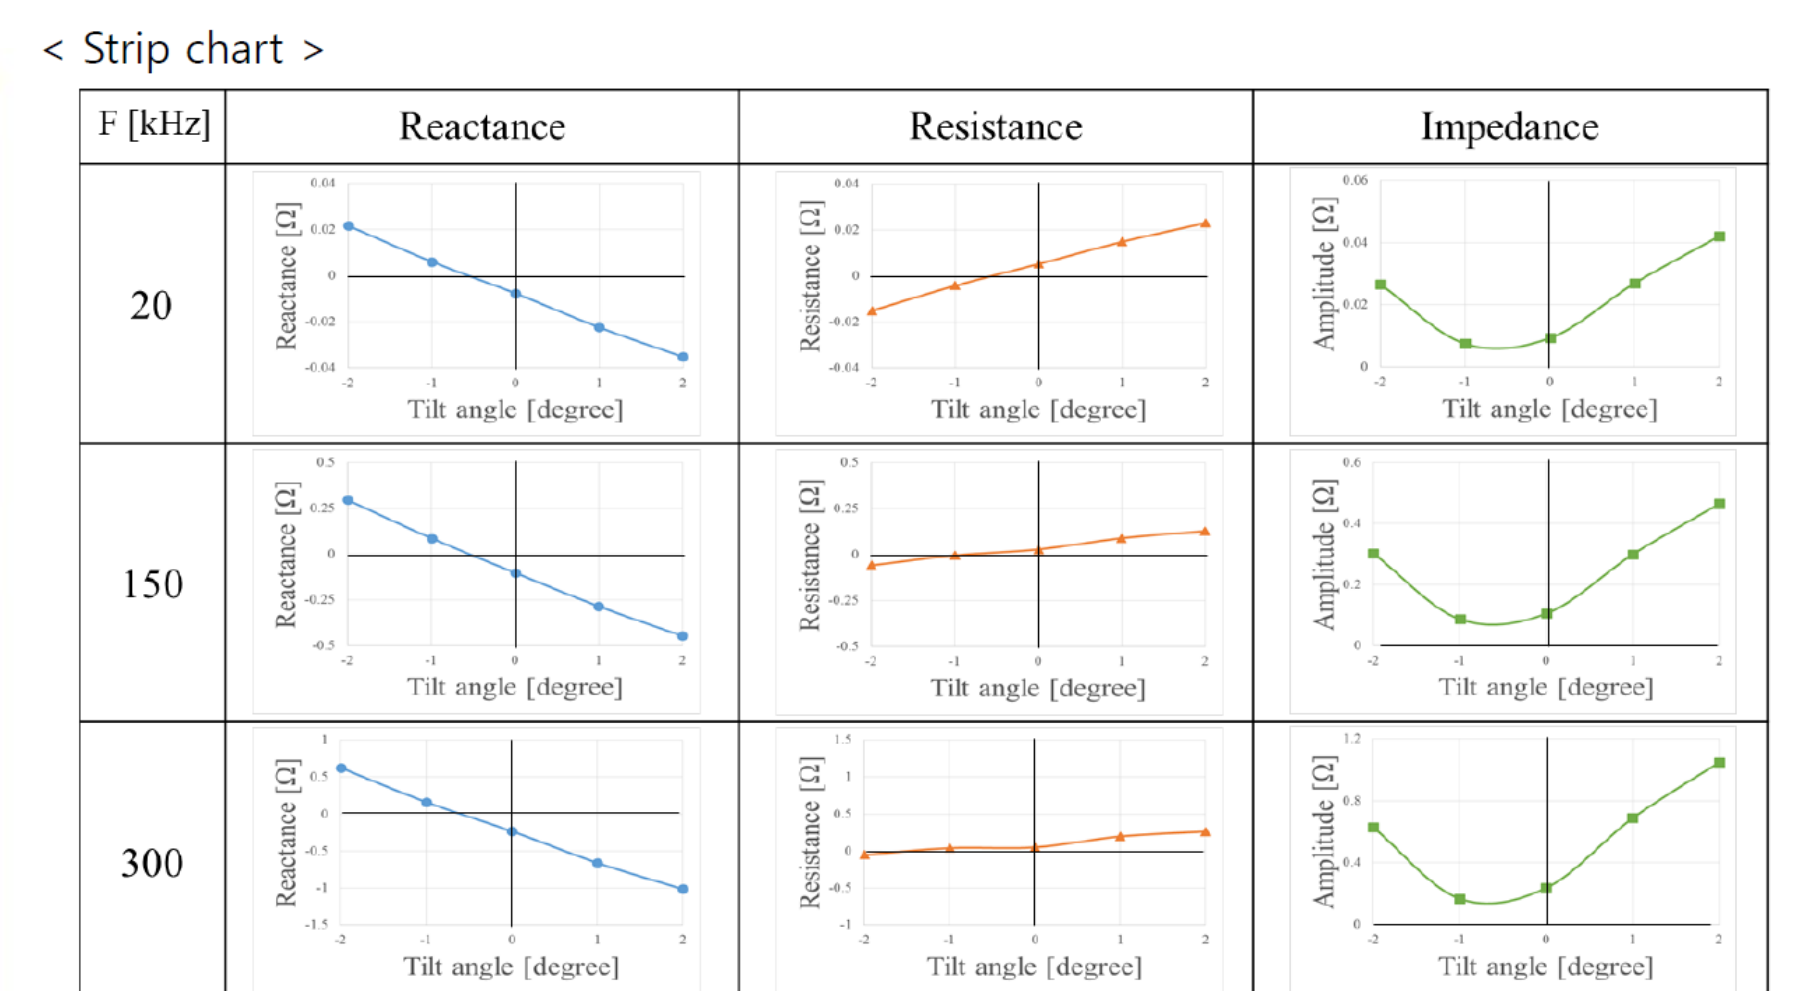 < Strip chart >
F [kHz] Reactance Resistance Impedance
20
Reactance [Ω]
0.04
0.02
0
-0.02
-0.04
-2 -1 0 1 2
Tilt angle [degree]
Resistance [Ω]
0.04
0.02
0
-0.02
-0.04
-2 -1 0 1 2
Tilt angle [degree]
Amplitude [Ω]
0.06
0.04
0.02
0
-2 -1 0 1 2
Tilt angle [degree]
150
Reactance [Ω]
0.5
0.25
0
-0.25
-0.5
-2 -1 0 1 2
Tilt angle [degree]
Resistance [Ω]
0.5
0.25
0
-0.25
-0.5
-2 -1 0 1 2
Tilt angle [degree]
Amplitude [Ω]
0.6
0.4
0.2
0
-2 -1 0 1 2
Tilt angle [degree]
300
Reactance [Ω]
1
0.5
0
-0.5
-1
-1.5
-2 -1 0 1 2
Tilt angle [degree]
Resistance [Ω]
1.5
1
0.5
0
-0.5
-1
-2 -1 0 1 2
Tilt angle [degree]
Amplitude [Ω]
1.2
0.8
0.4
0
-2 -1 0 1 2
Tilt angle [degree]